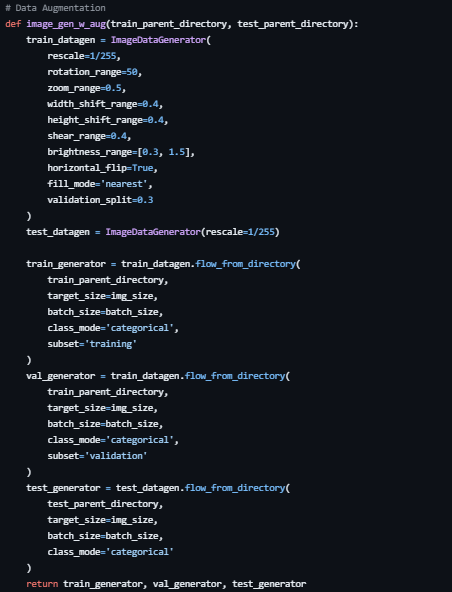 # Data Augmentation
def image_gen_w_aug(train_parent_directory, test_parent_directory):
    train_datagen = ImageDataGenerator(
        rescale=1/255,
        rotation_range=50,
        zoom_range=0.5,
        width_shift_range=0.4,
        height_shift_range=0.4,
        shear_range=0.4,
        brightness_range=[0.3, 1.5],
        horizontal_flip=True,
        fill_mode='nearest',
        validation_split=0.3
    )
    test_datagen = ImageDataGenerator(rescale=1/255)

    train_generator = train_datagen.flow_from_directory(
        train_parent_directory,
        target_size=img_size,
        batch_size=batch_size,
        class_mode='categorical',
        subset='training'
    )
    val_generator = train_datagen.flow_from_directory(
        train_parent_directory,
        target_size=img_size,
        batch_size=batch_size,
        class_mode='categorical',
        subset='validation'
    )
    test_generator = test_datagen.flow_from_directory(
        test_parent_directory,
        target_size=img_size,
        batch_size=batch_size,
        class_mode='categorical'
    )
    return train_generator, val_generator, test_generator